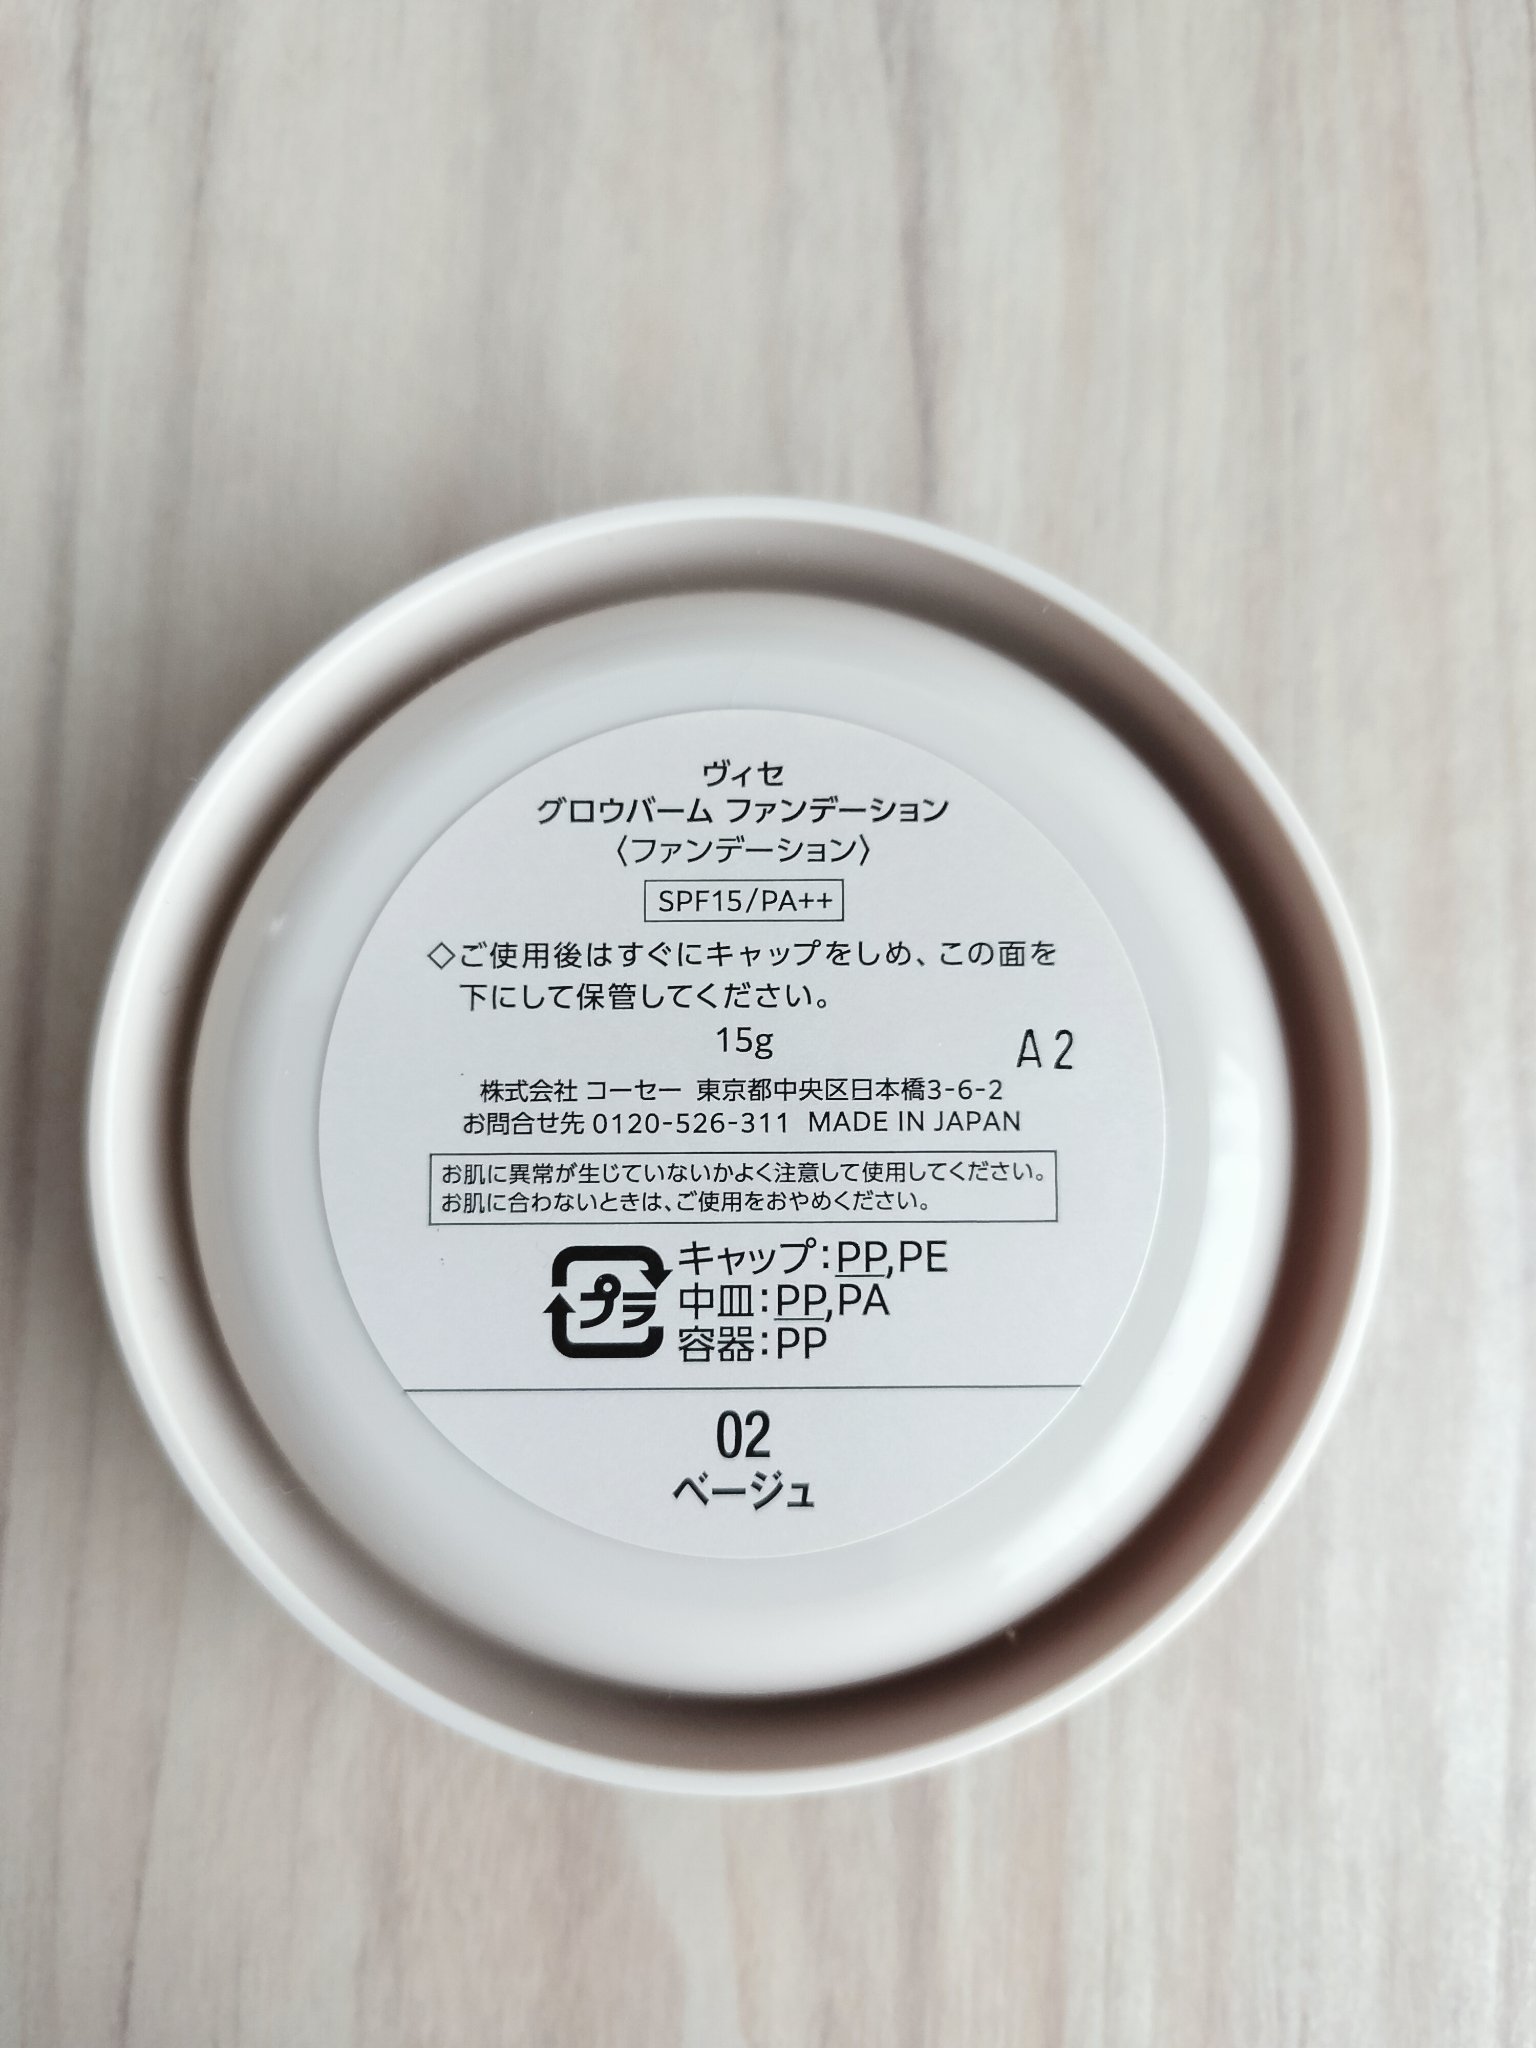 ヴィセ
グロウバーム ファンデーション
〈ファンデーション〉
SPF15/PA++
◇ご使用後はすぐにキャップをしめ、この面を
下にして保管してください。
15g
A2
株式会社 コーセー 東京都中央区日本橋3-6-2
お問合せ先 0120-526-311 MADE IN JAPAN
お肌に異常が生じていないかよく注意して使用してください。
お肌に合わないときは、ご使用をおやめください。
プラ
キャップ:PP,PE
中皿:PP,PA
容器:PP
02
ベージュ